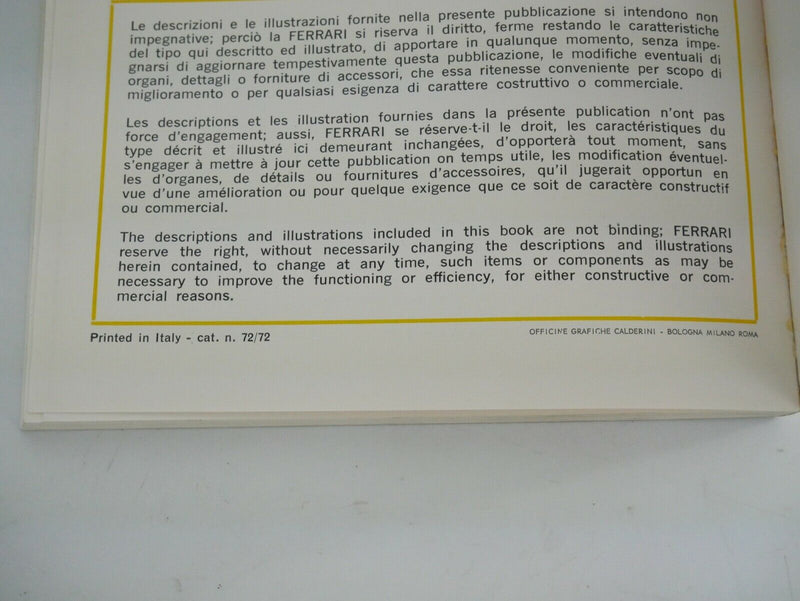 Le descrizioni e le illustrazioni fornite nella presente pubblicazione si intendono non
impegnative; perciò la FERRARI si riserva il diritto, ferme restando le caratteristiche
del tipo qui descritto ed illustrato, di apportare in qualunque momento, senza impe-
gnarsi di aggiornare tempestivamente questa pubblicazione, le modifiche eventuali di
organi, dettagli o forniture di accessori, che essa ritenesse conveniente per scopo di
miglioramento o per qualsiasi esigenza di carattere costruttivo o commerciale.
Les descriptions et les illustration fournies dans la présente publication n'ont pas
force d'engagement; aussi, FERRARI se réserve-t-il le droit, les caractéristiques du
type décrit et illustré ici demeurant inchangées, d'opporterà tout moment, sans
s'engager à mettre à jour cette pubblication on temps utile, les modification éventuel-
les d'organes, de détails ou fournitures d'accessoires, qu'il jugerait opportun en
vue d'une amélioration ou pour quelque exigence que ce soit de caractère constructif
ou commercial.
The descriptions and illustrations included in this book are not binding; FERRARI
reserve the right, without necessarily changing the descriptions and illustrations
herein contained, to change at any time, such items or components as may be
necessary to improve the functioning or efficiency, for either constructive or com-
mercial reasons.
Printed in Italy - cat. n. 72/72
OFFICINE GRAFICHE CALDERINI - BOLOGNA MILANO ROMA